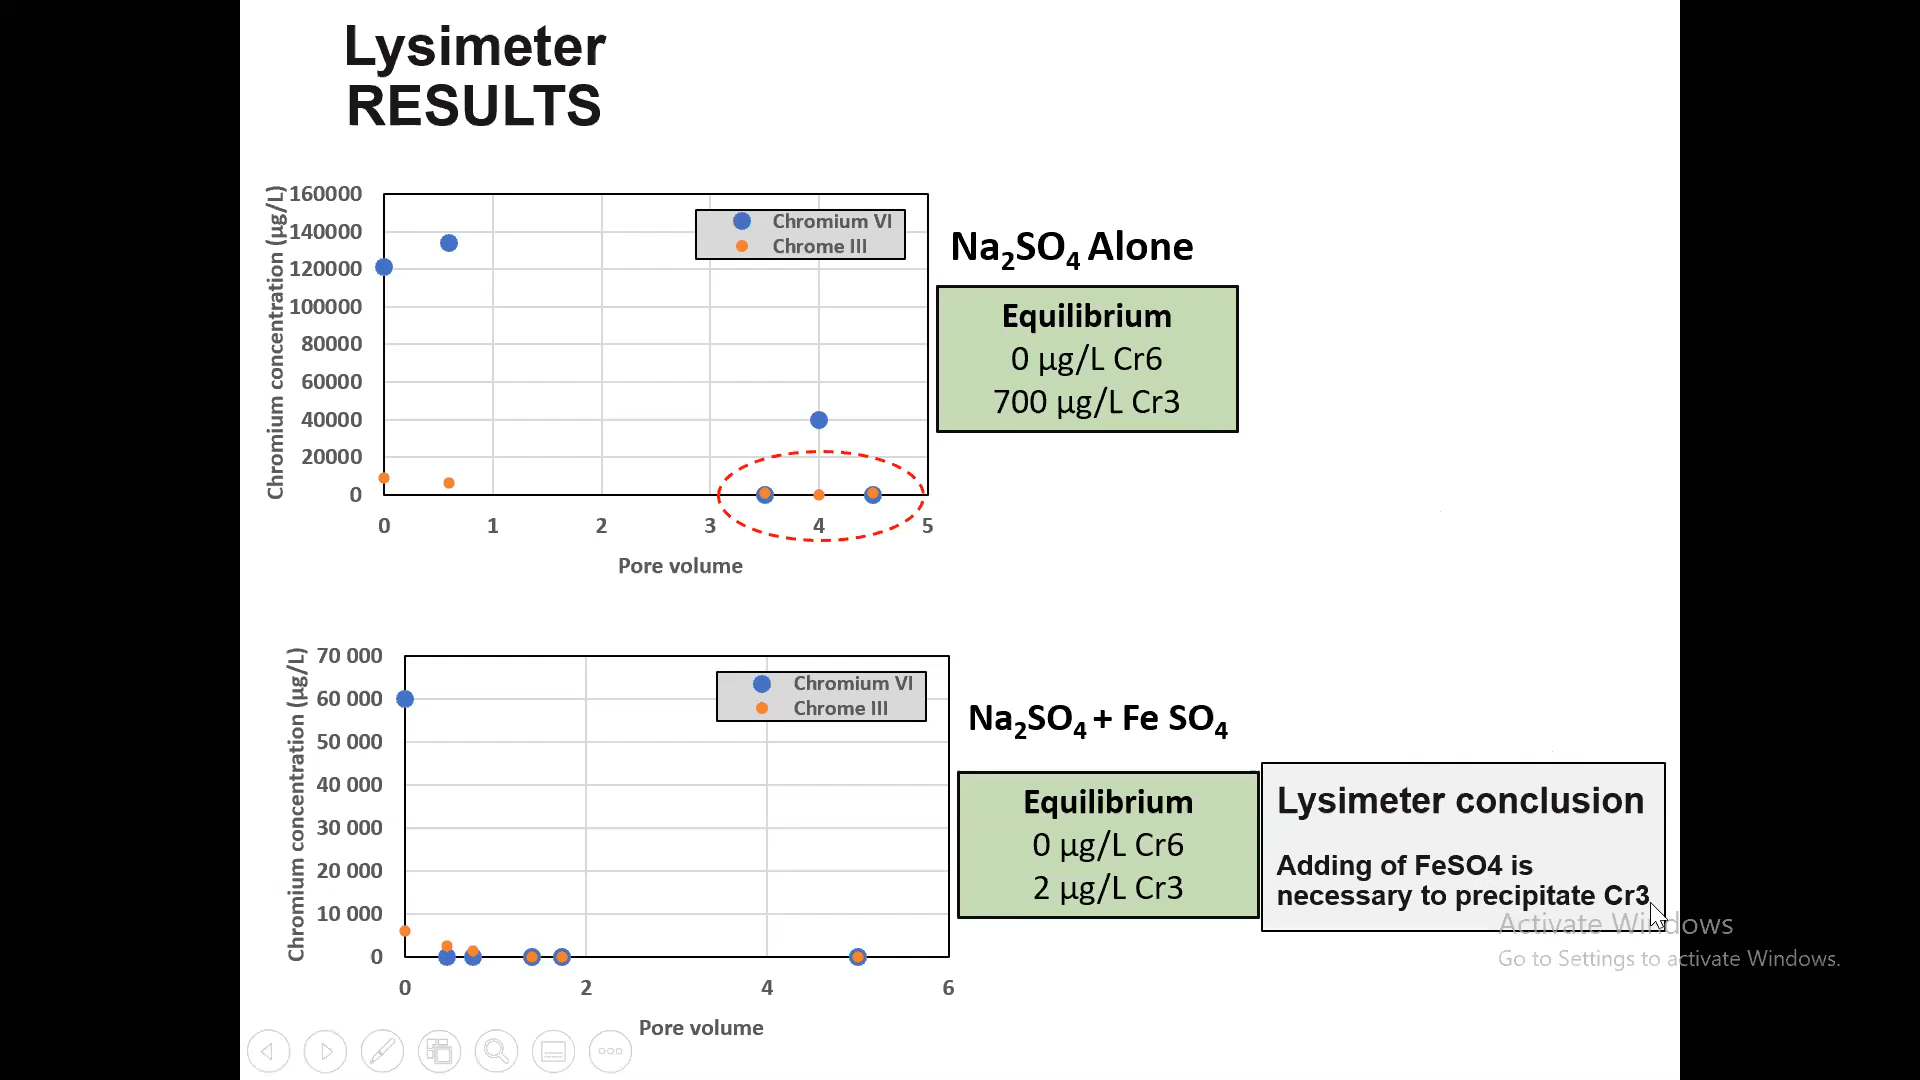 Lysimeter
RESULTS
Chromium concentration (µg/L)
160000
140000
120000
100000
80000
60000
40000
20000
0
0 1 2 3 4 5
Pore volume
Chromium VI
Chrome III
Na₂SO₄ Alone
Equilibrium
0 µg/L Cr6
700 µg/L Cr3
Chromium concentration (µg/L)
70 000
60 000
50 000
40 000
30 000
20 000
10 000
0
0 2 4 6
Pore volume
Chromium VI
Chrome III
Na₂SO₄ + Fe SO₄
Equilibrium
0 µg/L Cr6
2 µg/L Cr3
Lysimeter conclusion
Adding of FeSO4 is
necessary to precipitate Cr3
Activate Windows
Go to Settings to activate Windows.